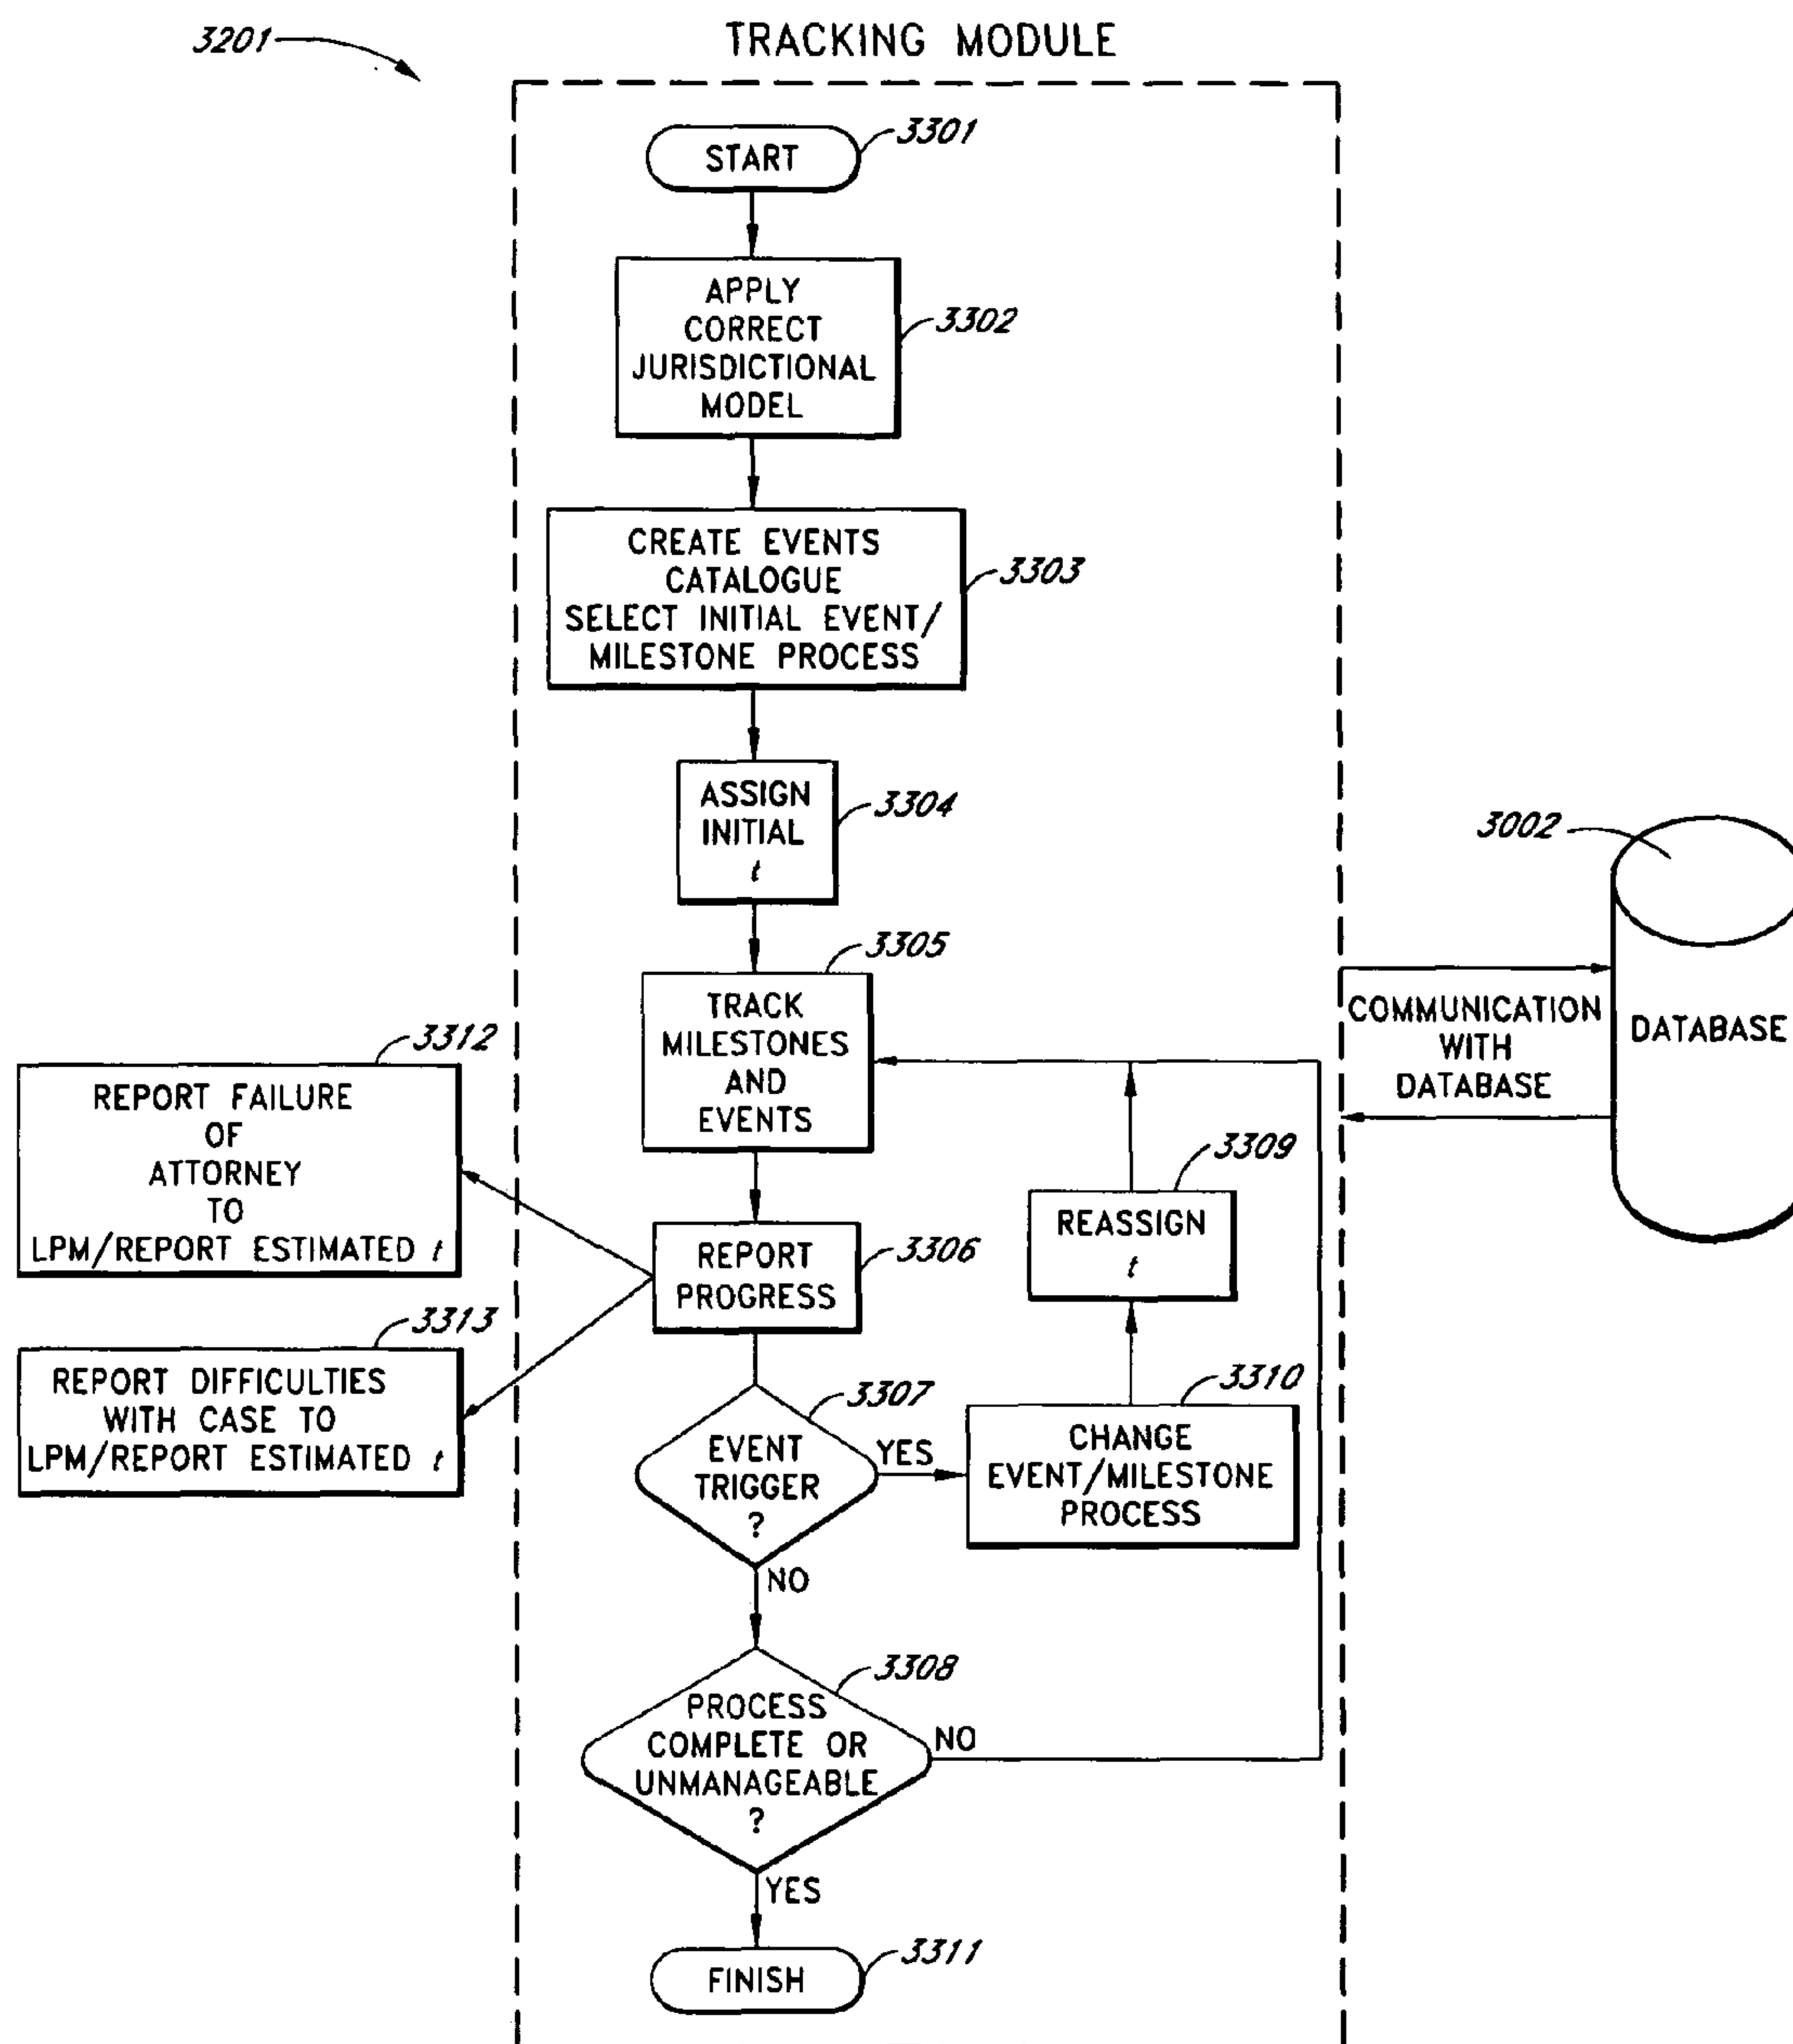 TRACKING MODULE
3201
START
3301
APPLY
CORRECT
JURISDICTIONAL
MODEL
3302
CREATE EVENTS
CATALOGUE
SELECT INITIAL EVENT/
MILESTONE PROCESS
3303
ASSIGN
INITIAL
t
3304
TRACK
MILESTONES
AND
EVENTS
3305
3002
DATABASE
COMMUNICATION
WITH
DATABASE
3312
REPORT FAILURE
OF
ATTORNEY
TO
LPM/REPORT ESTIMATED t
REPORT
PROGRESS
3306
3309
REASSIGN
t
3313
REPORT DIFFICULTIES
WITH CASE TO
LPM/REPORT ESTIMATED t
3307
EVENT
TRIGGER
?
YES
3310
CHANGE
EVENT/MILESTONE
PROCESS
NO
3308
PROCESS
COMPLETE OR
UNMANAGEABLE
?
NO
YES
FINISH
3311